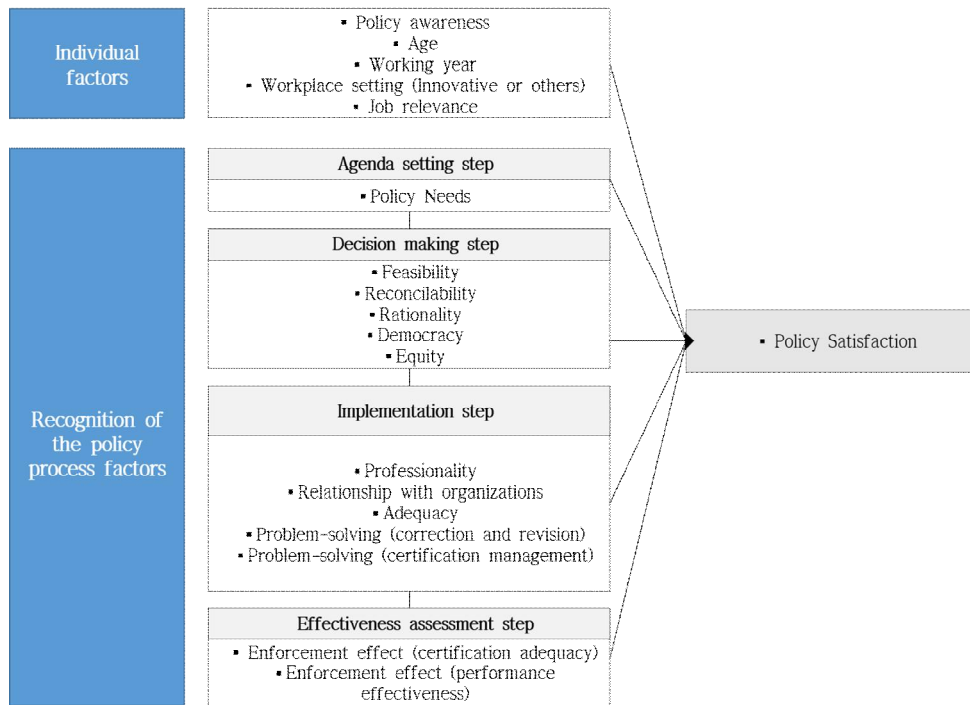 Individual
factors
▪ Policy awareness
▪ Age
▪ Working year
▪ Workplace setting (innovative or others)
▪ Job relevance
Recognition of
the policy
process factors
Agenda setting step
▪ Policy Needs
Decision making step
▪ Feasibility
▪ Reconcilability
▪ Rationality
▪ Democracy
▪ Equity
Implementation step
▪ Professionality
▪ Relationship with organizations
▪ Adequacy
▪ Problem-solving (correction and revision)
▪ Problem-solving (certification management)
Effectiveness assessment step
▪ Enforcement effect (certification adequacy)
▪ Enforcement effect (performance
effectiveness)
▪ Policy Satisfaction